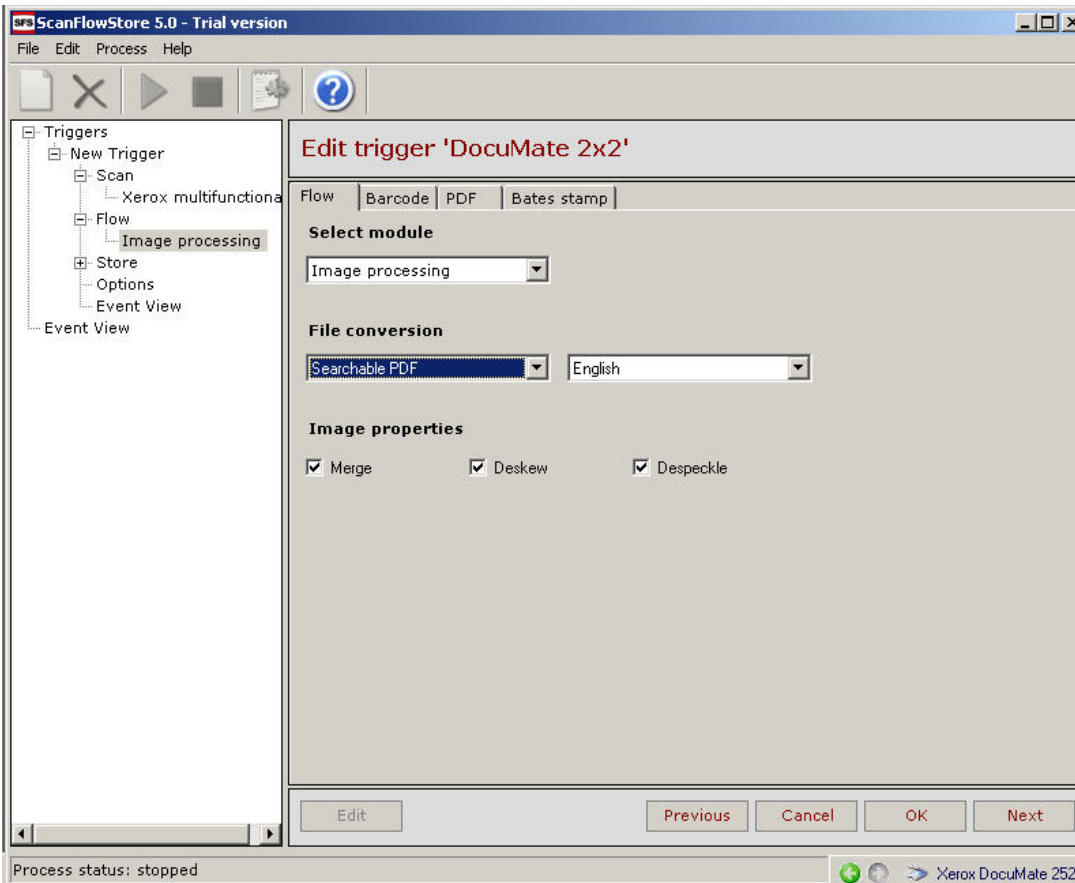 SFS ScanFlowStore 5.0 - Trial version
File Edit Process Help
Triggers
New Trigger
Scan
Xerox multifunctiona
Flow
Image processing
Store
Options
Event View
Event View
Edit trigger 'DocuMate 2x2'
Flow Barcode PDF Bates stamp
Select module
Image processing
File conversion
Searchable PDF English
Image properties
Merge Deskew Despeckle
Edit Previous Cancel OK Next
Process status: stopped
Xerox DocuMate 252